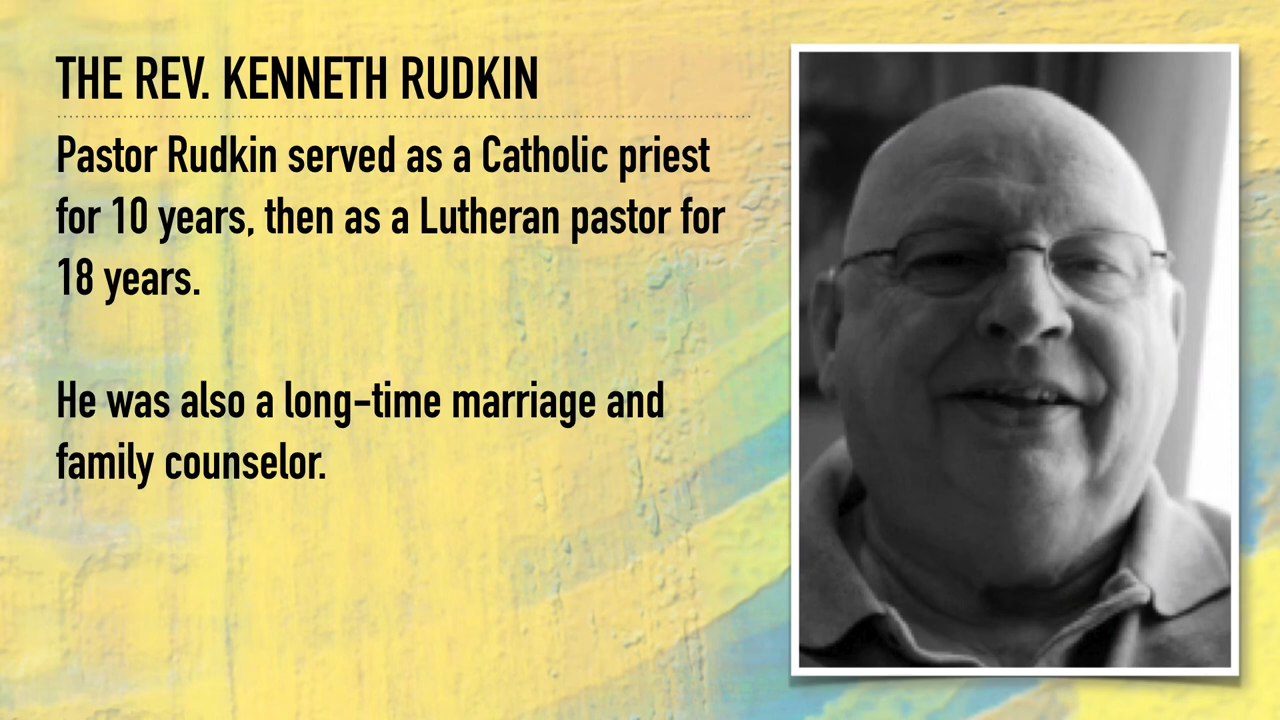 THE REV. KENNETH RUDKIN
Pastor Rudkin served as a Catholic priest
for 10 years, then as a Lutheran pastor for
18 years.
He was also a long-time marriage and
family counselor.